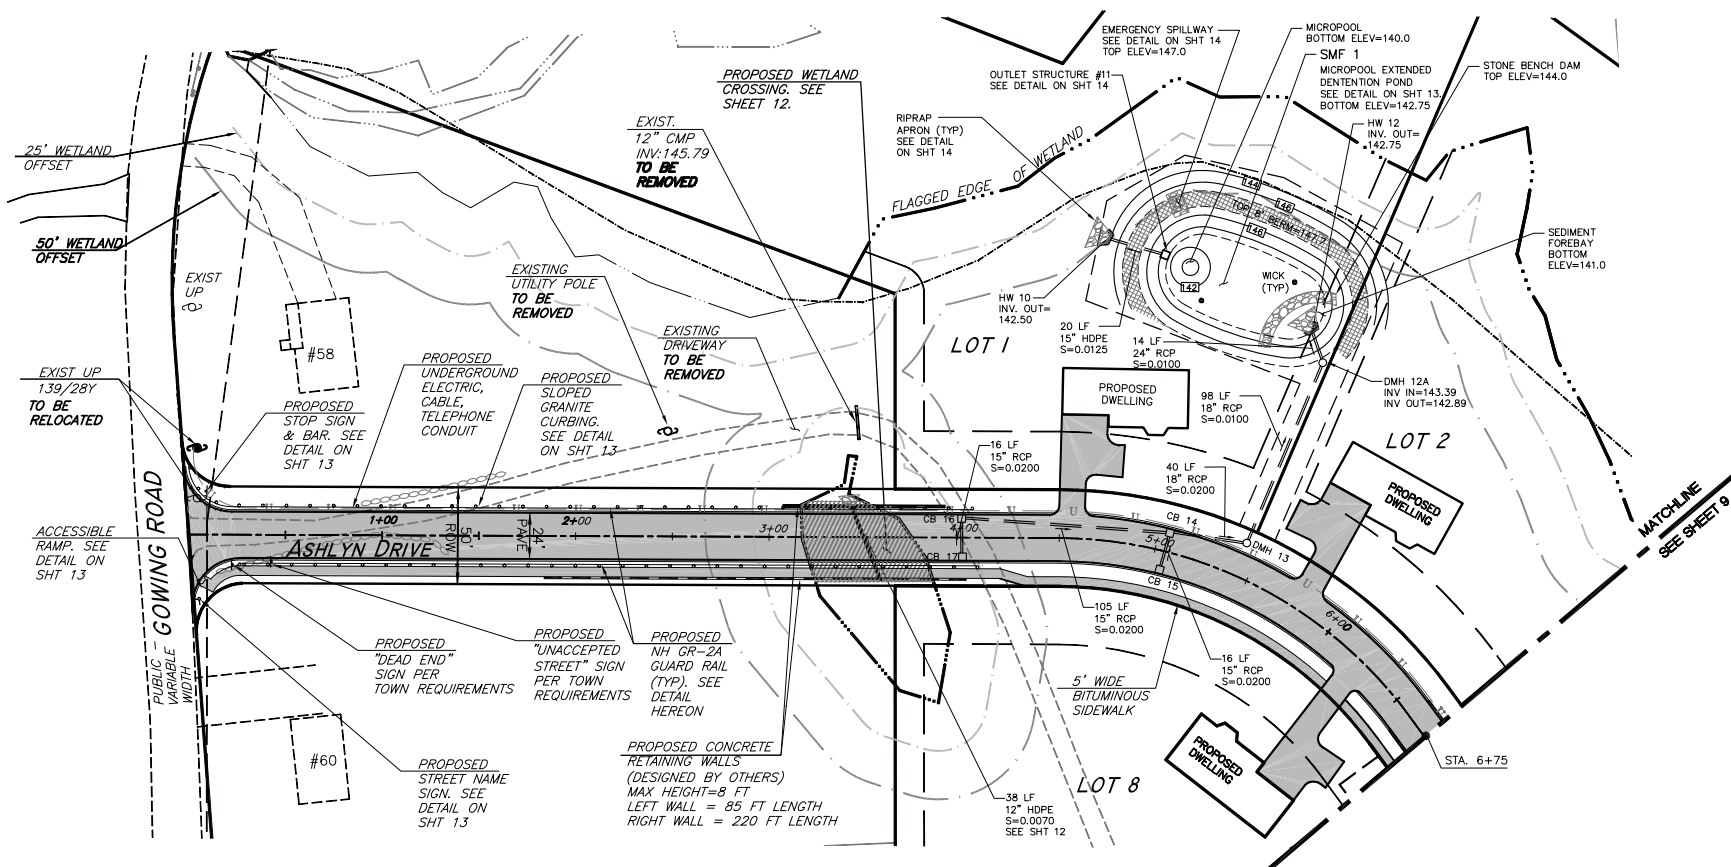 EMERGENCY SPILLWAY
SEE DETAIL ON SHT 14
TOP ELEV=147.0
MICROPOOL
BOTTOM ELEV=140.0
SMF 1
MICROPOOL EXTENDED
DENTENTION POND
SEE DETAIL ON SHT 13.
BOTTOM ELEV=142.75
STONE BENCH DAM
TOP ELEV=144.0
OUTLET STRUCTURE #11
SEE DETAIL ON SHT 14
PROPOSED WETLAND
CROSSING. SEE
SHEET 12.
RIPRAP
APRON (TYP)
SEE DETAIL
ON SHT 14
HW 12
INV. OUT=
142.75
EXIST.
12" CMP
INV:145.79
TO BE
REMOVED
25' WETLAND
OFFSET
FLAGGED EDGE OF WETLAND
144
146
TOP 8' BERM=147.7
146
142
WICK
(TYP)
SEDIMENT
FOREBAY
BOTTOM
ELEV=141.0
50' WETLAND
OFFSET
EXIST
UP
EXISTING
UTILITY POLE
TO BE
REMOVED
HW 10
INV. OUT=
142.50
20 LF
15" HDPE
S=0.0125
14 LF
24" RCP
S=0.0100
LOT 1
EXISTING
DRIVEWAY
TO BE
REMOVED
#58
EXIST UP
139/28Y
TO BE
RELOCATED
PROPOSED
UNDERGROUND
ELECTRIC,
CABLE,
TELEPHONE
CONDUIT
PROPOSED
SLOPED
GRANITE
CURBING.
SEE DETAIL
ON SHT 13
PROPOSED
STOP SIGN
& BAR. SEE
DETAIL ON
SHT 13
PROPOSED
DWELLING
98 LF
18" RCP
S=0.0100
DMH 12A
INV IN=143.39
INV OUT=142.89
LOT 2
16 LF
15" RCP
S=0.0200
40 LF
18" RCP
S=0.0200
PROPOSED
DWELLING
MATCHLINE
SEE SHEET 9
PUBLIC - GOWING ROAD
VARIABLE
WIDTH
ACCESSIBLE
RAMP. SEE
DETAIL ON
SHT 13
1+00
2+00
3+00
4+00
5+00
6+00
50'
ROW
24'
PAVE
ASHLYN DRIVE
CB 16
CB 17
CB 14
CB 15
DMH 13
105 LF
15" RCP
S=0.0200
16 LF
15" RCP
S=0.0200
PROPOSED
"DEAD END"
SIGN PER
TOWN REQUIREMENTS
PROPOSED
"UNACCEPTED
STREET" SIGN
PER TOWN
REQUIREMENTS
PROPOSED
NH GR-2A
GUARD RAIL
(TYP). SEE
DETAIL
HEREON
5' WIDE
BITUMINOUS
SIDEWALK
#60
PROPOSED
STREET NAME
SIGN. SEE
DETAIL ON
SHT 13
PROPOSED CONCRETE
RETAINING WALLS
(DESIGNED BY OTHERS)
MAX HEIGHT=8 FT
LEFT WALL = 85 FT LENGTH
RIGHT WALL = 220 FT LENGTH
38 LF
12" HDPE
S=0.0070
SEE SHT 12
LOT 8
PROPOSED
DWELLING
STA. 6+75